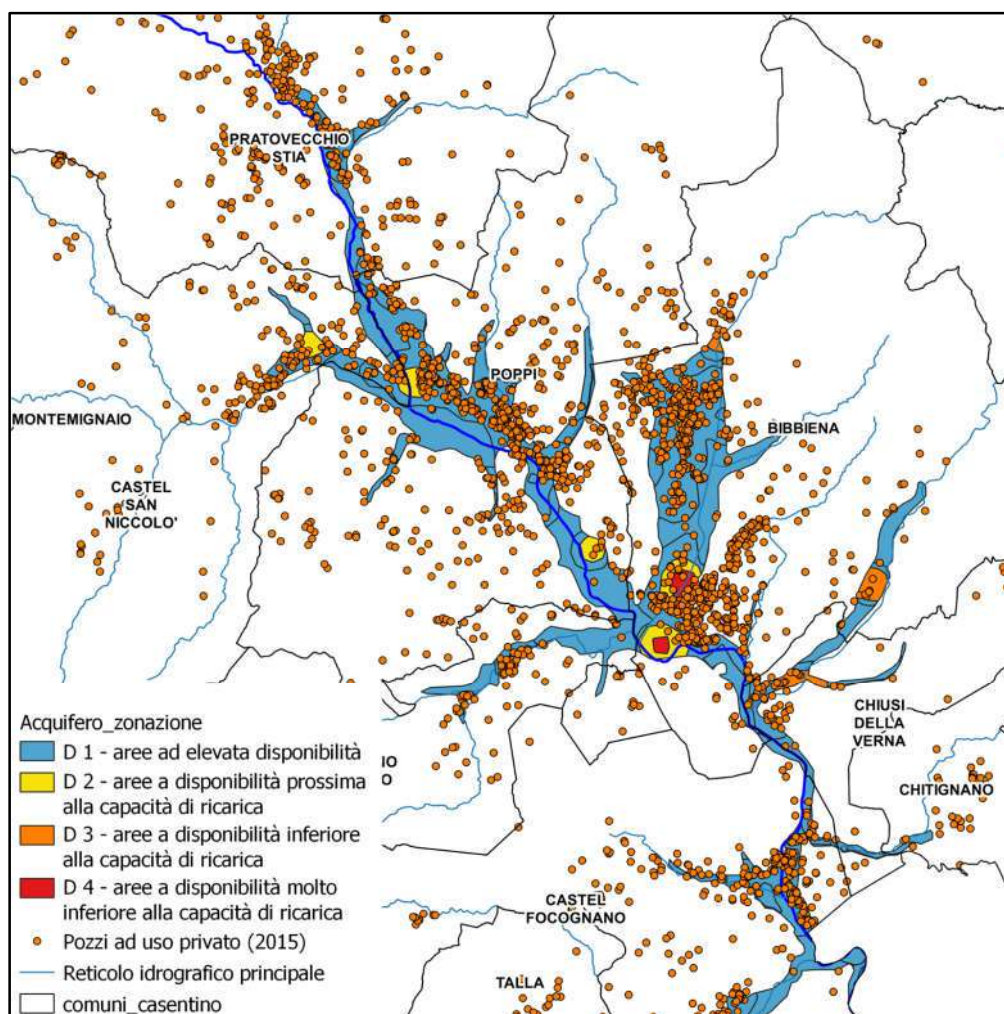 PRATOVECCHIO
STIA
POPPI
MONTEMIGNAIO
BIBBIENA
CASTEL
'SAN
NICCOLO'
CHIUSI
DELLA
VERNA
IO
O
CHITIGNANO
CASTEL
FOCOGNANO
TALLA
Acquifero_zonazione
D 1 - aree ad elevata disponibilità
D 2 - aree a disponibilità prossima
alla capacità di ricarica
D 3 - aree a disponibilità inferiore
alla capacità di ricarica
D 4 - aree a disponibilità molto
inferiore alla capacità di ricarica
Pozzi ad uso privato (2015)
Reticolo idrografico principale
comuni_casentino